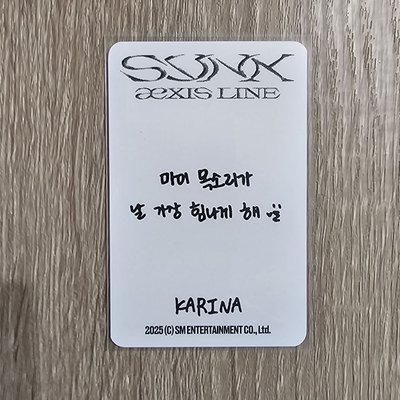 SYNK
æXIS LINE
마이 목소리가
날 가장 힘나게 해
KARINA
2025 (C) SM ENTERTAINMENT CO., Ltd.